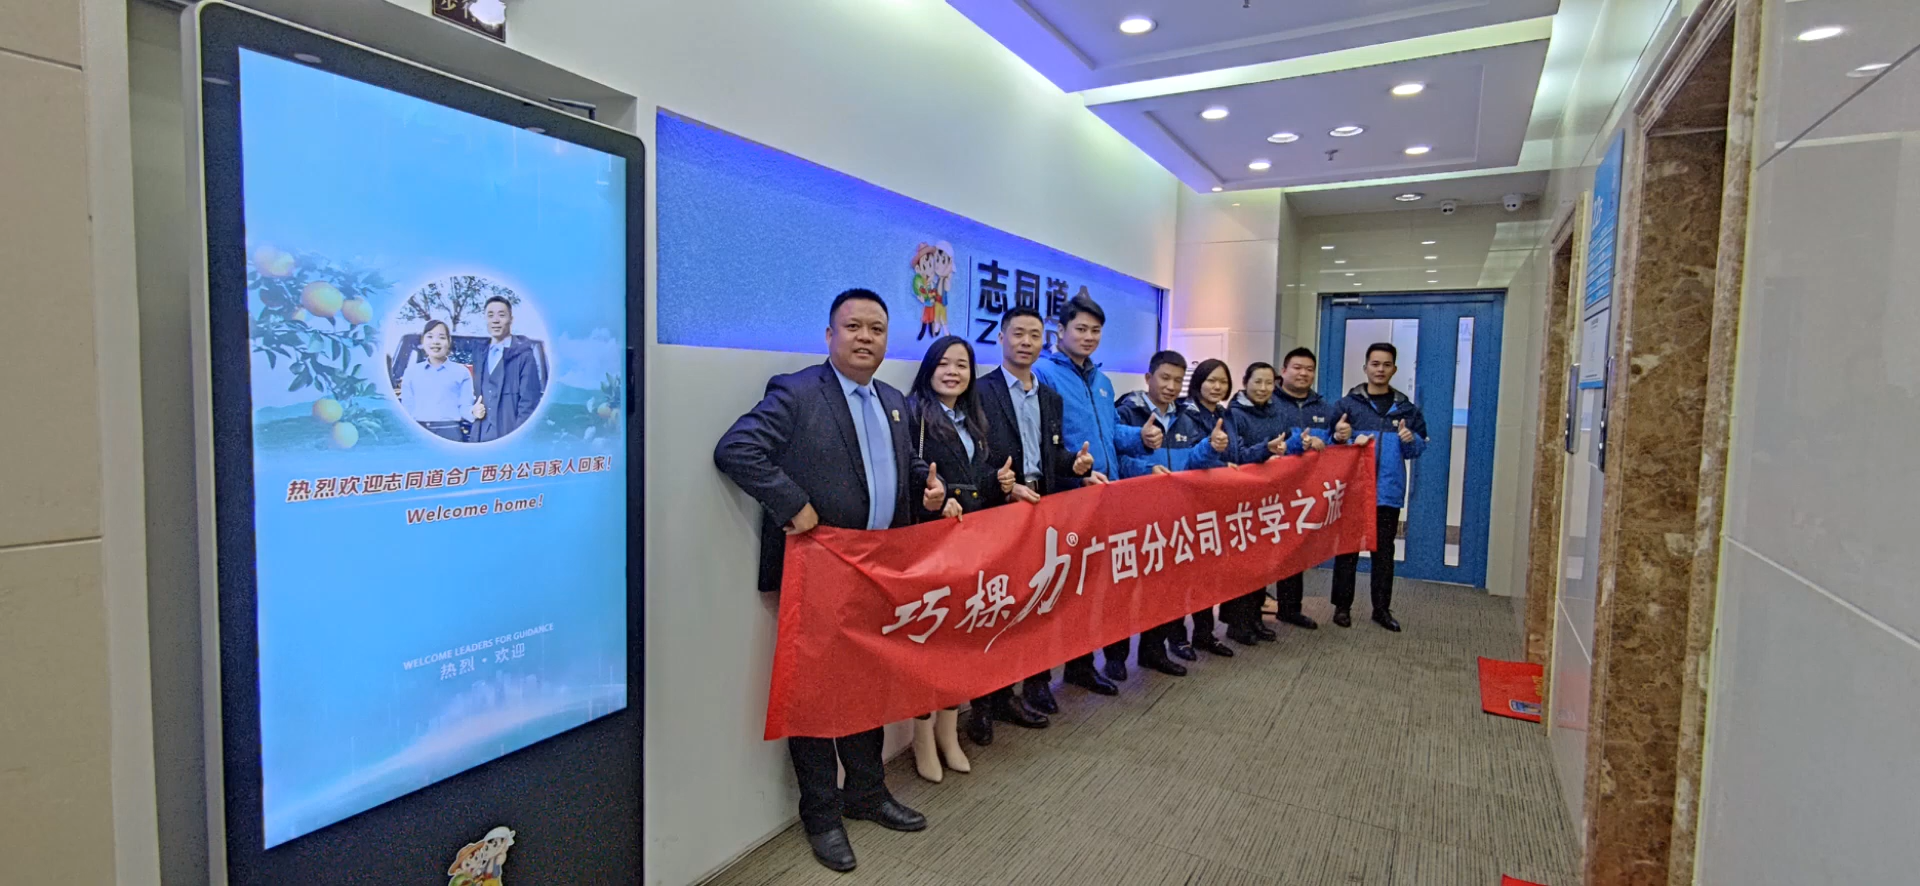 热烈欢迎志同道合广西分公司家人回家！
Welcome home！
WELCOME LEADERS FOR GUIDANCE
热烈·欢迎
志同道合
巧棵力®广西分公司求学之旅